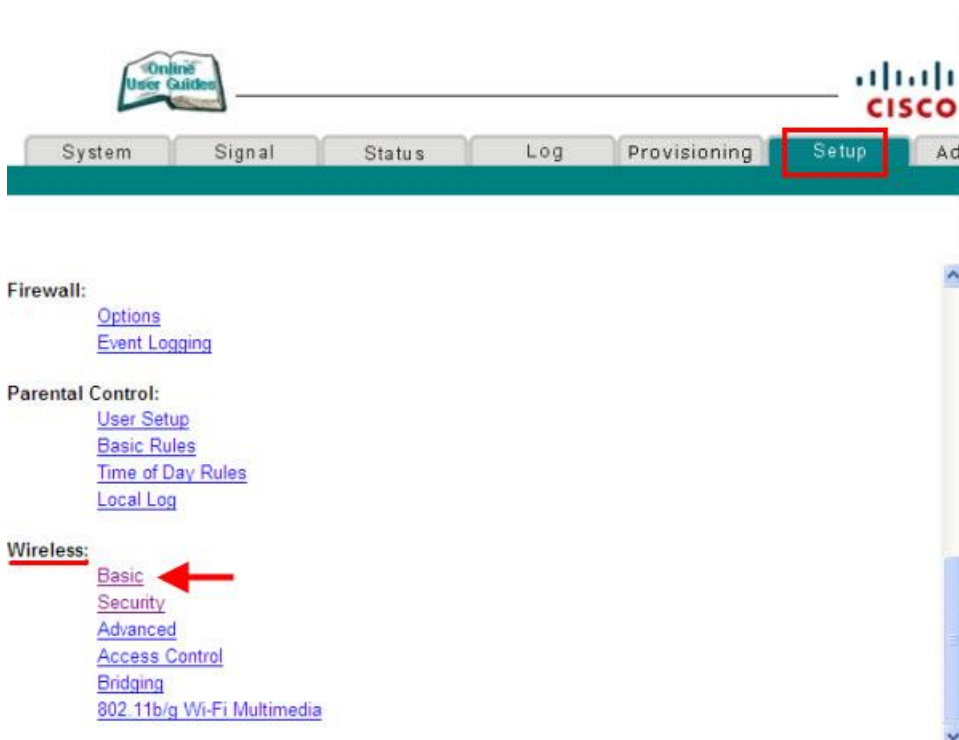 Online
User Guides
CISCO
System Signal Status Log Provisioning Setup Ad
Firewall:
Options
Event Logging
Parental Control:
User Setup
Basic Rules
Time of Day Rules
Local Log
Wireless:
Basic
Security
Advanced
Access Control
Bridging
802.11b/g Wi-Fi Multimedia